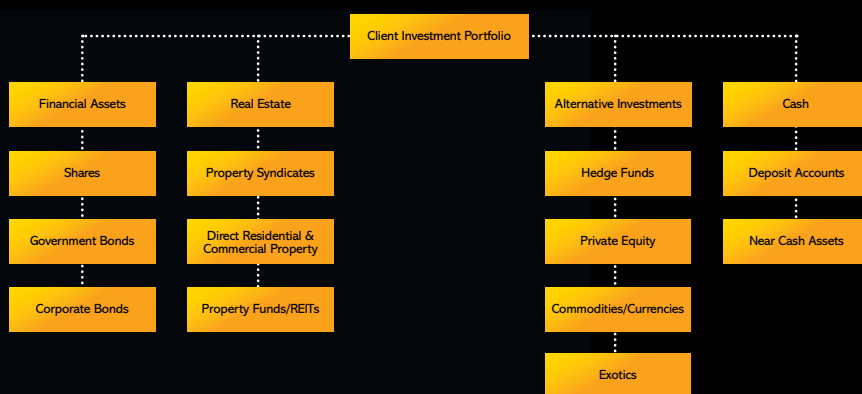 Client Investment Portfolio
Financial Assets
Real Estate
Alternative Investments
Cash
Shares
Property Syndicates
Hedge Funds
Deposit Accounts
Government Bonds
Direct Residential &
Commercial Property
Private Equity
Near Cash Assets
Corporate Bonds
Property Funds/REITs
Commodities/Currencies
Exotics